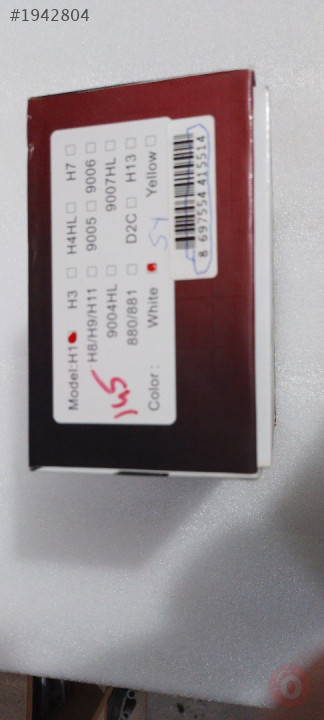 #1942804
Model:H1 H3 □ H4HL □ H7 □
H8/H9/H11 □ 9005 □ 9006 □
9004HL □ 9007HL □
880/881 □ D2C □ H13 □
Color: White Yellow □
145
54
8 697554 415514